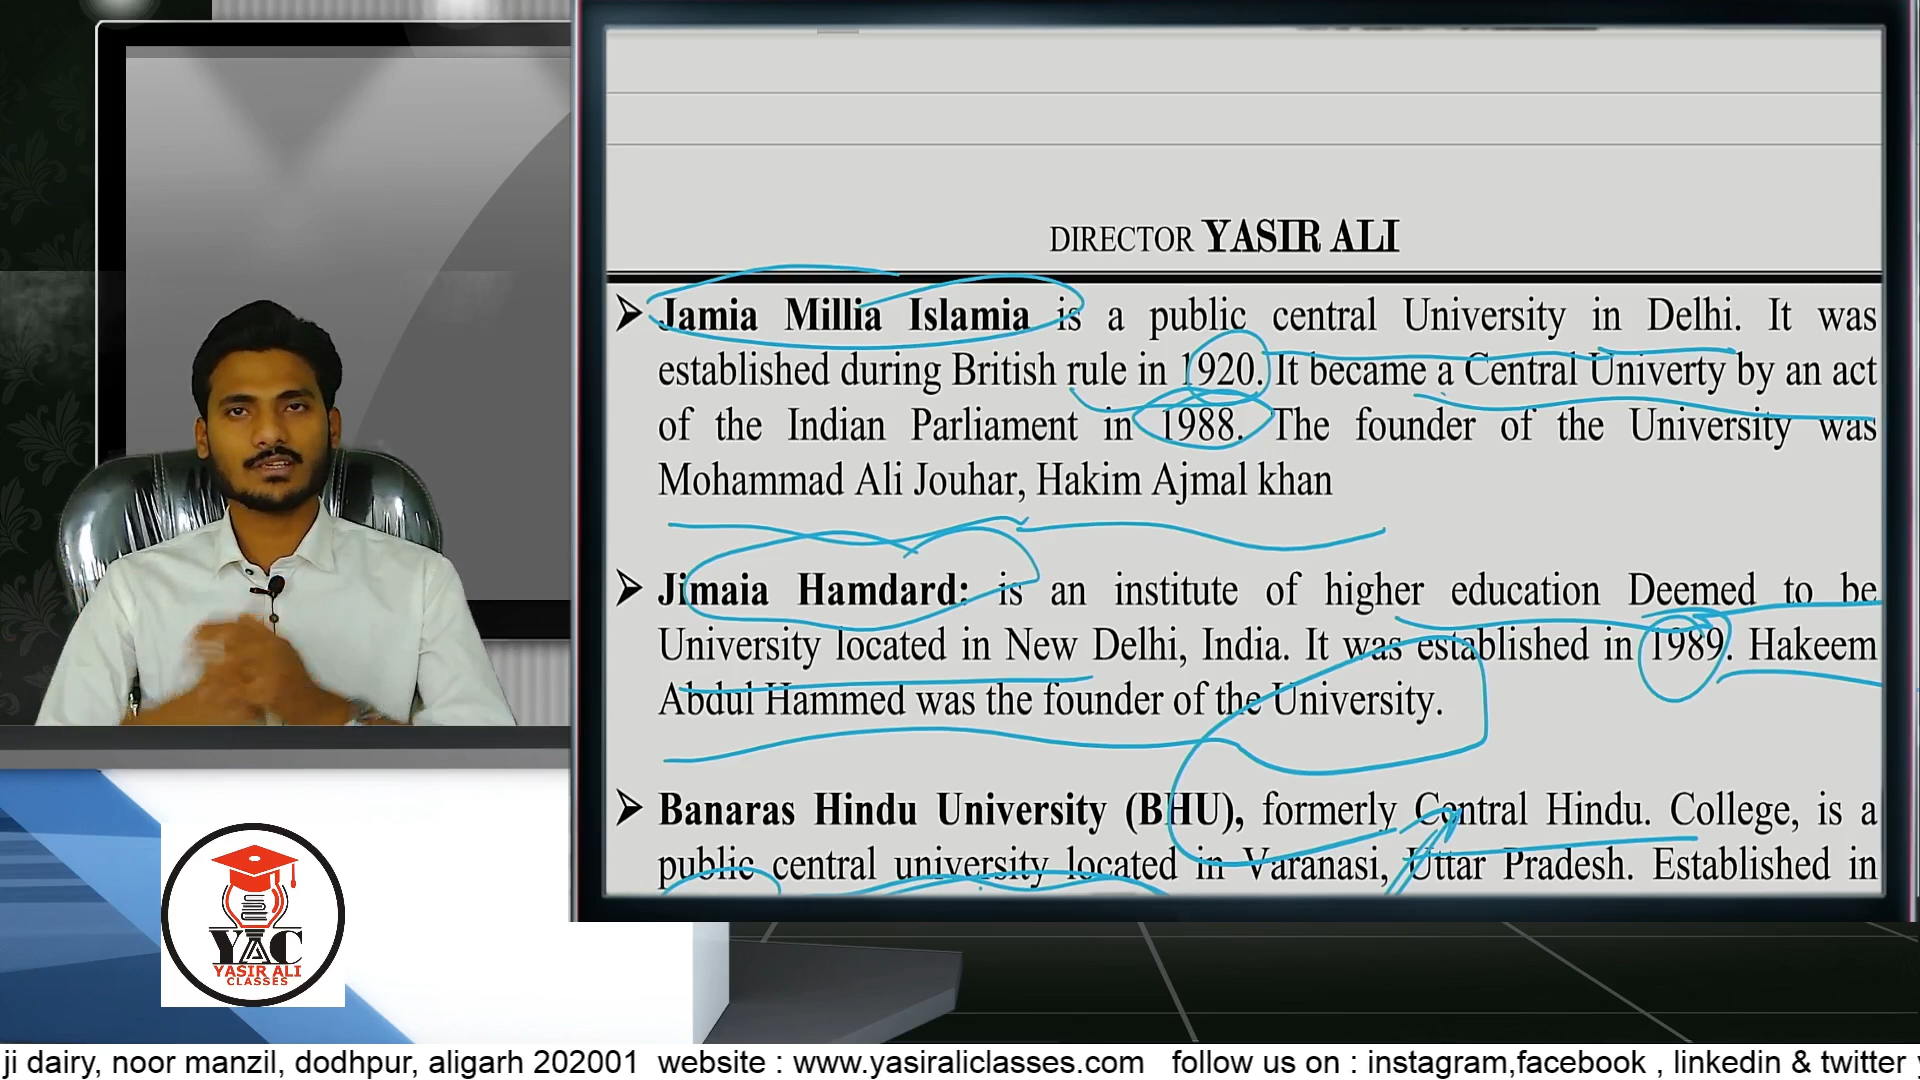 DIRECTOR YASIR ALI
➢ Jamia Millia Islamia is a public central University in Delhi. It was
established during British rule in 1920. It became a Central Univerty by an act
of the Indian Parliament in 1988. The founder of the University was
Mohammad Ali Jouhar, Hakim Ajmal khan
➢ Jimaia Hamdard: is an institute of higher education Deemed to be
University located in New Delhi, India. It was established in 1989. Hakeem
Abdul Hammed was the founder of the University.
➢ Banaras Hindu University (BHU), formerly Central Hindu. College, is a
public central university located in Varanasi, Uttar Pradesh. Established in
YAC
YASIR ALI
CLASSES
ji dairy, noor manzil, dodhpur, aligarh 202001 website : www.yasiraliclasses.com follow us on : instagram,facebook , linkedin & twitter